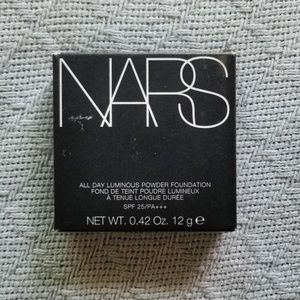 NARS
ALL DAY LUMINOUS POWDER FOUNDATION
FOND DE TEINT POUDRE LUMINEUX
À TENUE LONGUE DURÉE
SPF 25/PA+++
NET WT. 0.42 Oz. 12 g ℮